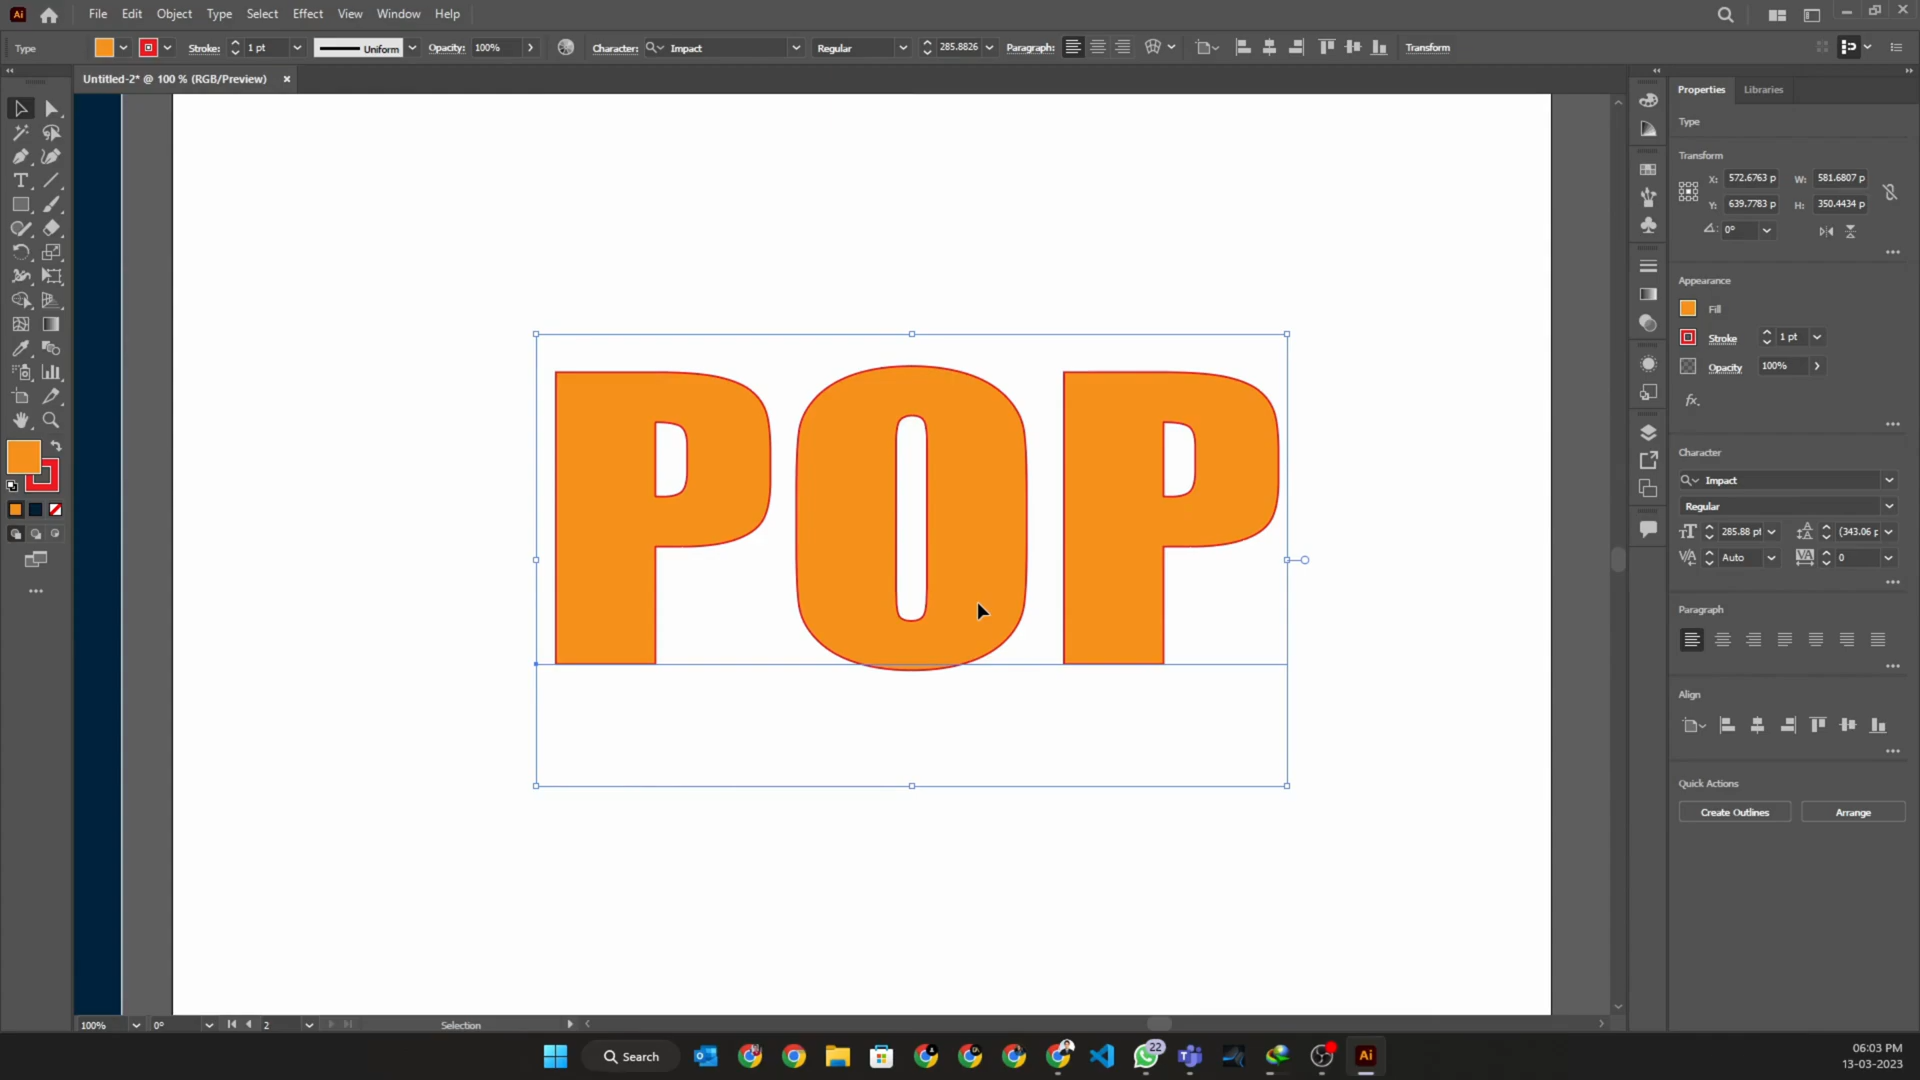 Ai File Edit Object Type Select Effect View Window Help
Type Stroke: 1 pt Uniform Opacity: 100% Character: Impact Regular 285.8826 Paragraph: Transform
Untitled-2* @ 100 % (RGB/Preview) ×
Properties Libraries
Type
Transform
X: 572.6763 p W: 581.6807 p
Y: 639.7783 p H: 350.4434 p
0°
Appearance
Fill
Stroke 1 pt
Opacity 100%
fx.
Character
Impact
Regular
285.88 pt (343.06 p
Auto 0
Paragraph
Align
Quick Actions
Create Outlines Arrange
POP
100% 0° 2 Selection
Search 22 Ai
06:03 PM
13-03-2023